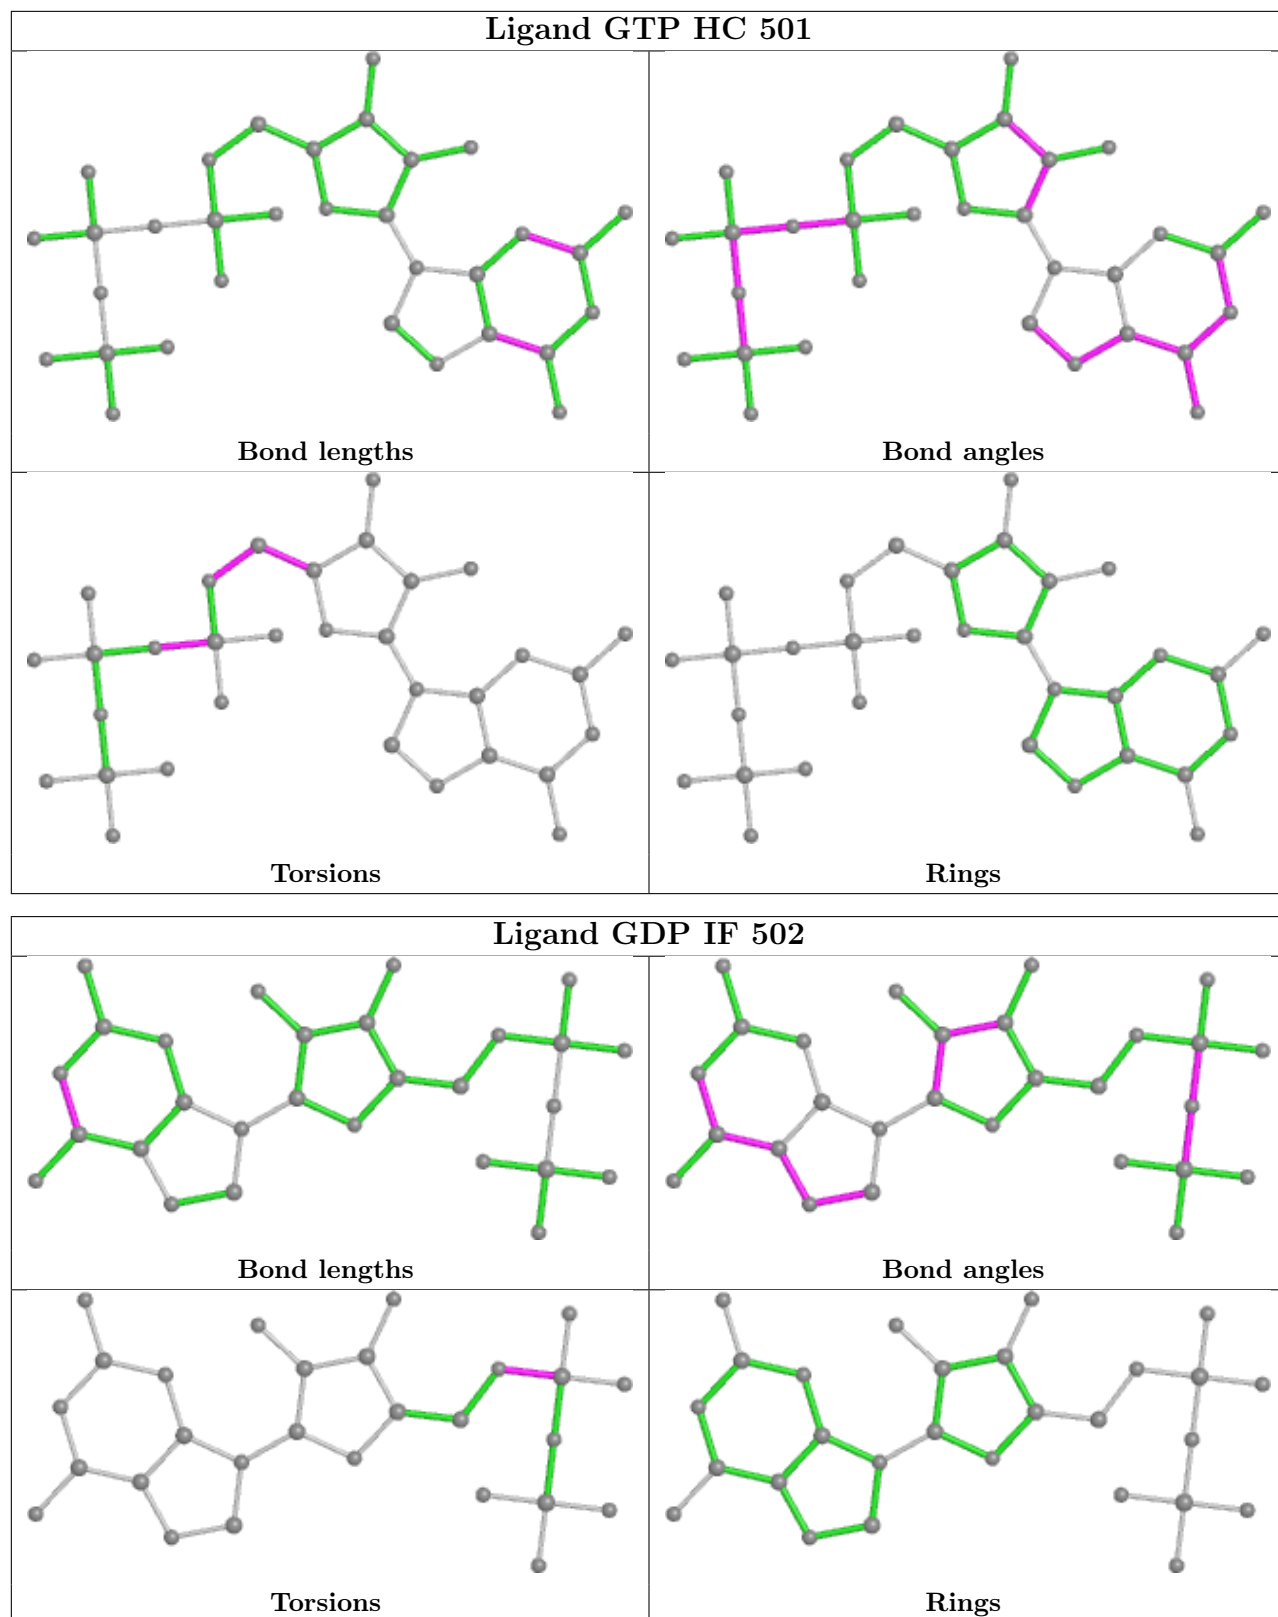 Ligand GTP HC 501
Bond lengths
Bond angles
Torsions
Rings
Ligand GDP IF 502
Bond lengths
Bond angles
Torsions
Rings